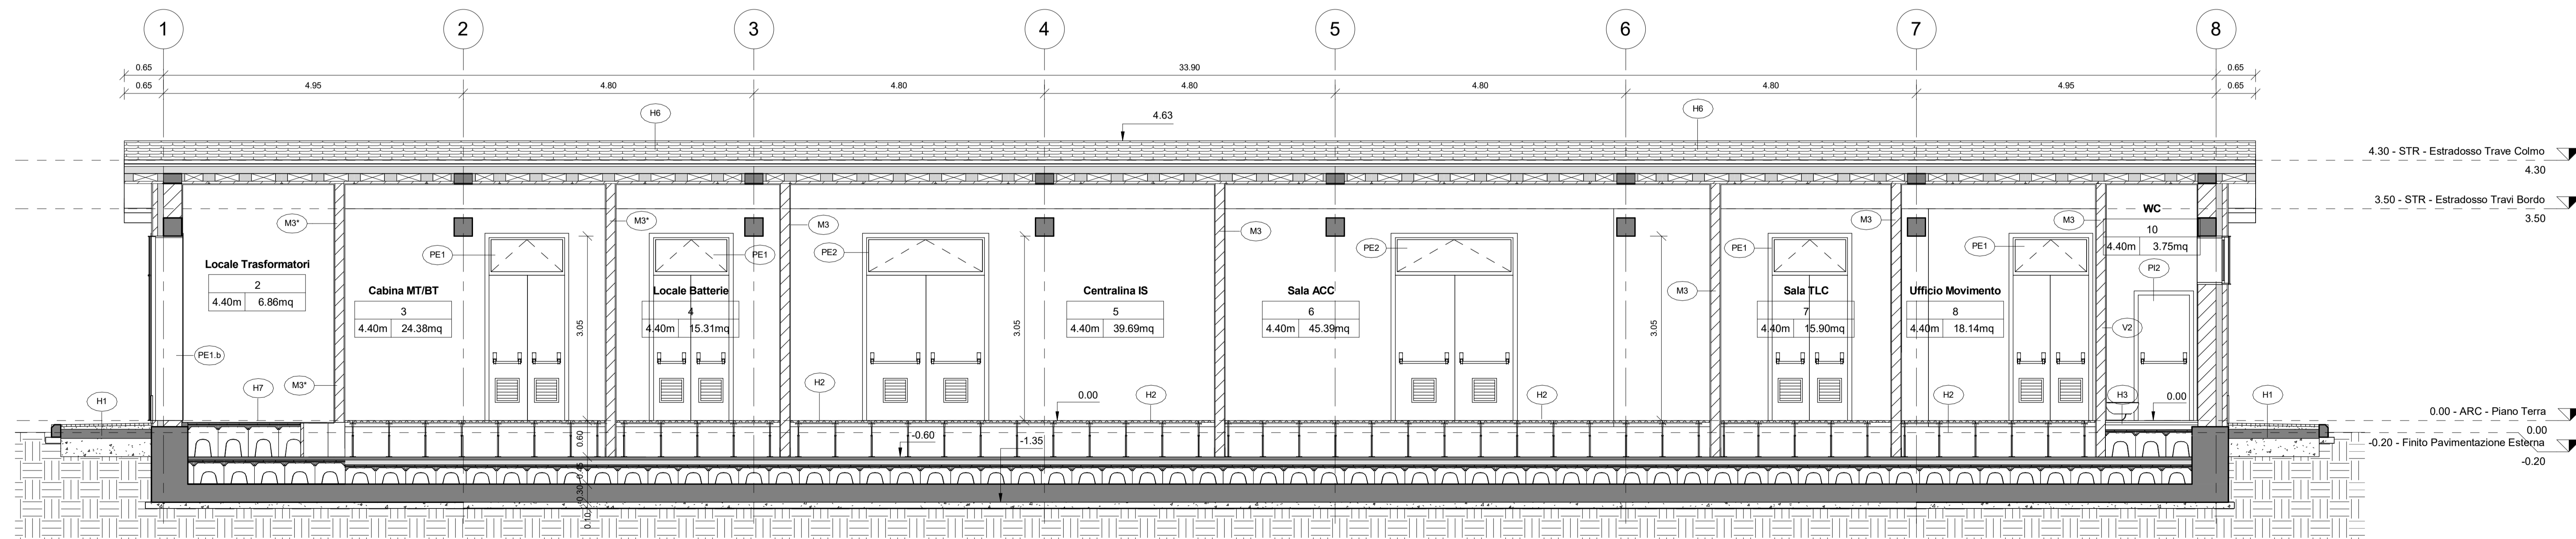 1 2 3 4 5 6 7 8
0.65 33.90 0.65
0.65 4.95 4.80 4.80 4.80 4.80 4.80 4.95 0.65
H6
4.63
H6
4.30 - STR - Estradosso Trave Colmo
4.30
3.50 - STR - Estradosso Travi Bordo
3.50
M3*
M3*
M3
M3
M3
M3
M3
Locale Trasformatori
2
4.40m 6.86mq
Cabina MT/BT
3
4.40m 24.38mq
PE1
3.05
Locale Batterie
4
4.40m 15.31mq
PE1
PE2
3.05
Centralina IS
5
4.40m 39.69mq
Sala ACC
6
4.40m 45.39mq
PE2
3.05
PE1
Sala TLC
7
4.40m 15.90mq
Ufficio Movimento
8
4.40m 18.14mq
PE1
WC
10
4.40m 3.75mq
PI2
V2
PE1.b
H7
M3*
H1
H2
0.00
H2
H2
H2
H3
0.00
H1
0.00 - ARC - Piano Terra
0.00
-0.20 - Finito Pavimentazione Esterna
-0.20
0.60
-0.60
-1.35
0.45
0.30
0.10